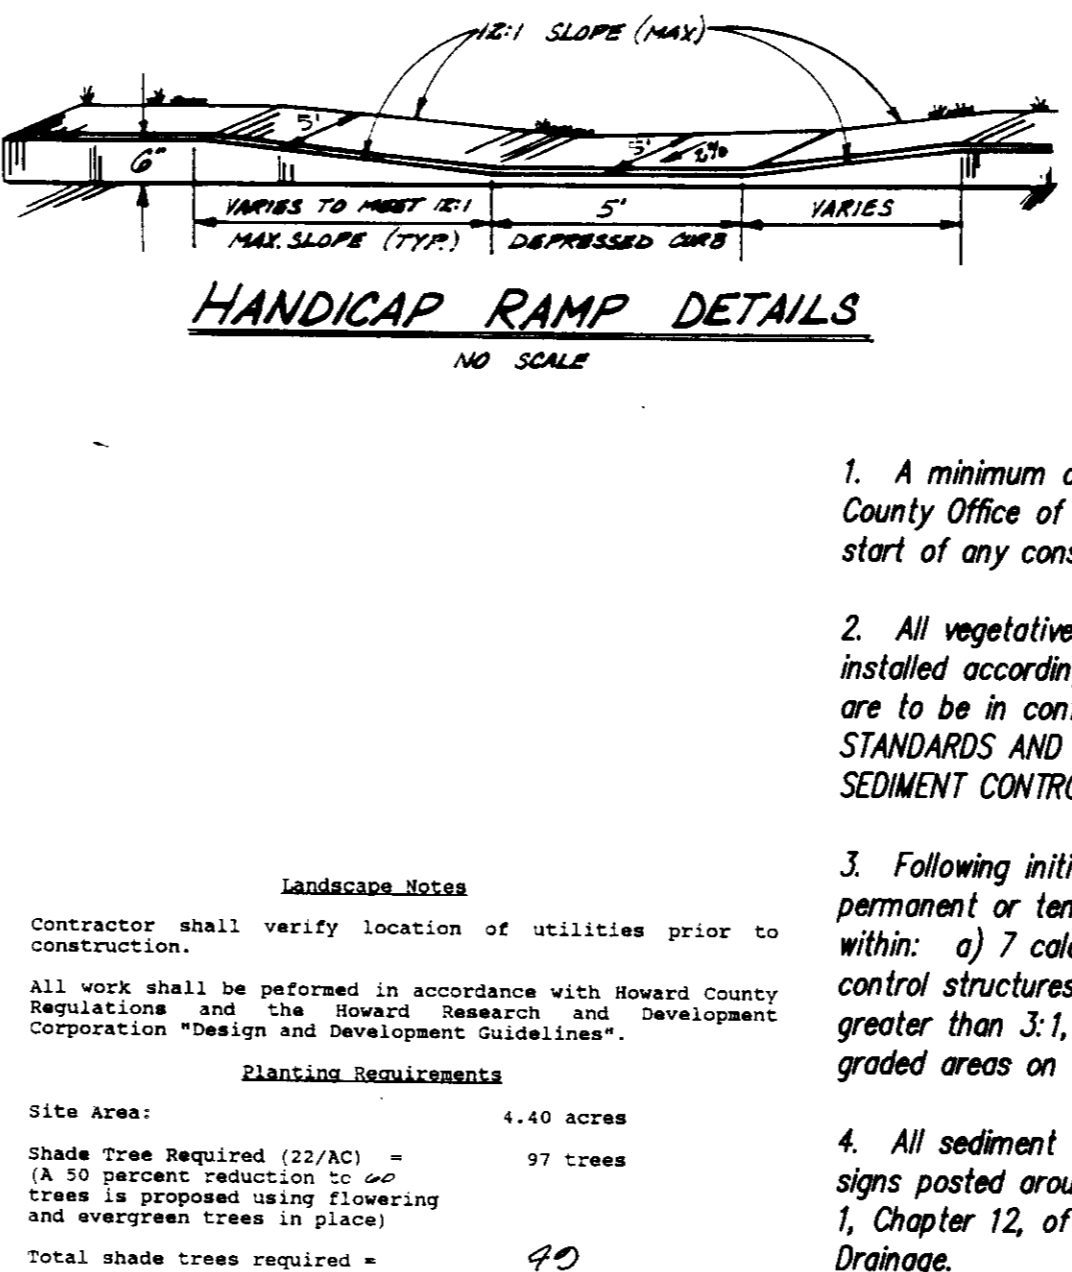 12:1 SLOPE (MAX)
5'
6"
5'
2%
VARIES TO MEET 12:1
MAX. SLOPE (TYP.)
5'
DEPRESSED CURB
VARIES
HANDICAP RAMP DETAILS
NO SCALE
Landscape Notes
Contractor shall verify location of utilities prior to
construction.
All work shall be peformed in accordance with Howard County
Regulations and the Howard Research and Development
Corporation "Design and Development Guidelines".
Planting Requirements
Site Area: 4.40 acres
Shade Tree Required (22/AC) = 97 trees
(A 50 percent reduction to 60
trees is proposed using flowering
and evergreen trees in place)
Total shade trees required = 49
1. A minimum o
County Office of
start of any cons
2. All vegetative
installed according
are to be in conf
STANDARDS AND
SEDIMENT CONTRO
3. Following initi
permanent or tem
within: a) 7 cale
control structures
greater than 3:1,
graded areas on
4. All sediment
signs posted arou
1, Chapter 12, of
Drainage.